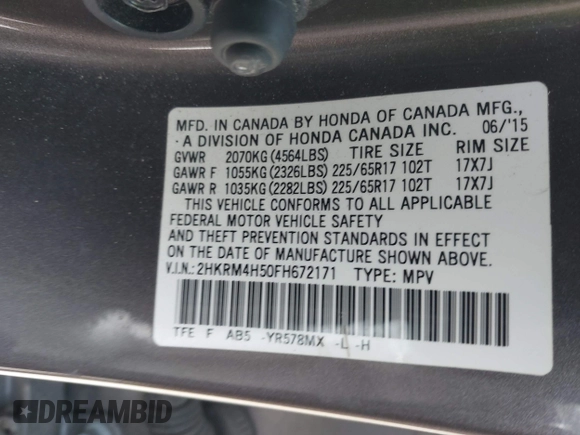 MFD. IN CANADA BY HONDA OF CANADA MFG.,
· A DIVISION OF HONDA CANADA INC. 06/'15
GVWR 2070KG(4564LBS) TIRE SIZE RIM SIZE
GAWR F 1055KG(2326LBS) 225/65R17 102T 17X7J
GAWR R 1035KG(2282LBS) 225/65R17 102T 17X7J
THIS VEHICLE CONFORMS TO ALL APPLICABLE
FEDERAL MOTOR VEHICLE SAFETY
AND THEFT PREVENTION STANDARDS IN EFFECT
ON THE DATE OF MANUFACTURE SHOWN ABOVE.
V.I.N.: 2HKRM4H50FH672171 TYPE: MPV
TFE F AB5 -YR578MX -L -H
DREAMBID